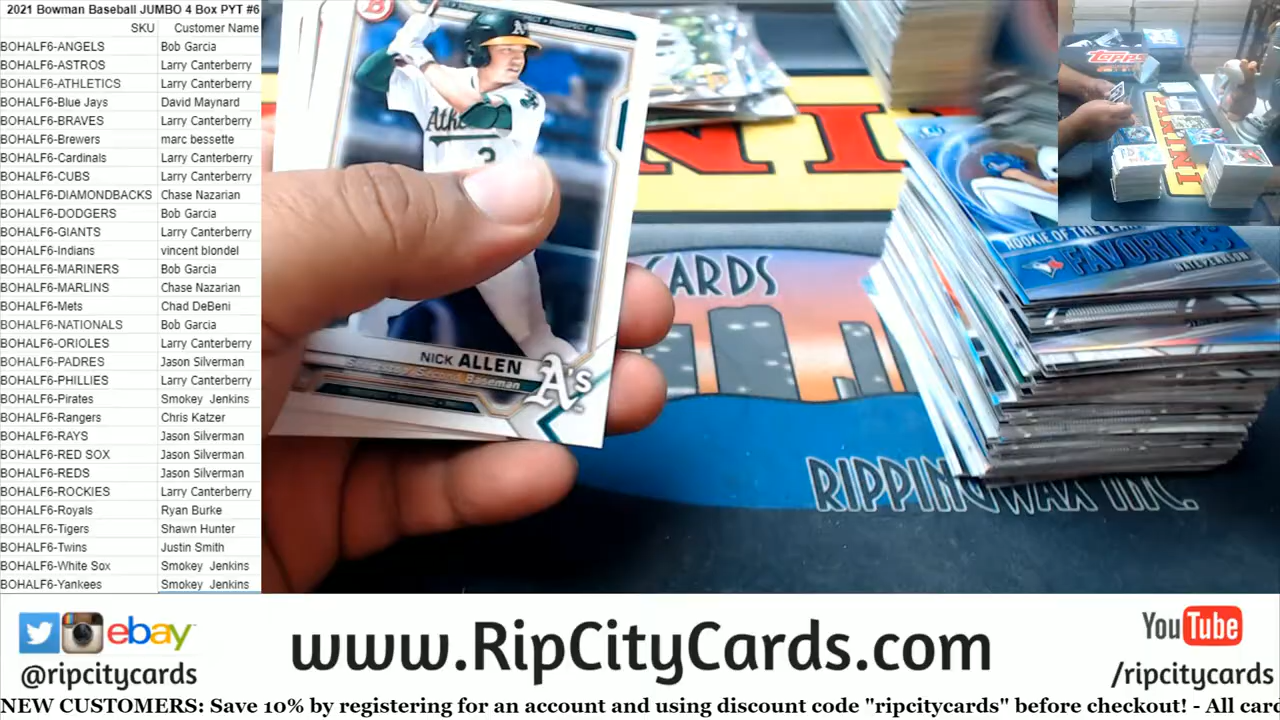 2021 Bowman Baseball JUMBO 4 Box PYT #6
SKU Customer Name
BOHALF6-ANGELS Bob Garcia
BOHALF6-ASTROS Larry Canterberry
BOHALF6-ATHLETICS Larry Canterberry
BOHALF6-Blue Jays David Maynard
BOHALF6-BRAVES Larry Canterberry
BOHALF6-Brewers marc bessette
BOHALF6-Cardinals Larry Canterberry
BOHALF6-CUBS Larry Canterberry
BOHALF6-DIAMONDBACKS Chase Nazarian
BOHALF6-DODGERS Bob Garcia
BOHALF6-GIANTS Larry Canterberry
BOHALF6-Indians vincent blondel
BOHALF6-MARINERS Bob Garcia
BOHALF6-MARLINS Chase Nazarian
BOHALF6-Mets Chad DeBeni
BOHALF6-NATIONALS Bob Garcia
BOHALF6-ORIOLES Larry Canterberry
BOHALF6-PADRES Jason Silverman
BOHALF6-PHILLIES Larry Canterberry
BOHALF6-Pirates Smokey Jenkins
BOHALF6-Rangers Chris Katzer
BOHALF6-RAYS Jason Silverman
BOHALF6-RED SOX Jason Silverman
BOHALF6-REDS Jason Silverman
BOHALF6-ROCKIES Larry Canterberry
BOHALF6-Royals Ryan Burke
BOHALF6-Tigers Shawn Hunter
BOHALF6-Twins Justin Smith
BOHALF6-White Sox Smokey Jenkins
BOHALF6-Yankees Smokey Jenkins
PROSPECT
A's
Ath
3
NICK ALLEN
Second Baseman
A's
NINI
CARDS
RIPPINGWAX INC.
ROOKIE OF THE YEAR
FAVORITES
Topps
PANINI
ebay
@ripcitycards
www.RipCityCards.com
YouTube
/ripcitycards
NEW CUSTOMERS: Save 10% by registering for an account and using discount code "ripcitycards" before checkout! - All card